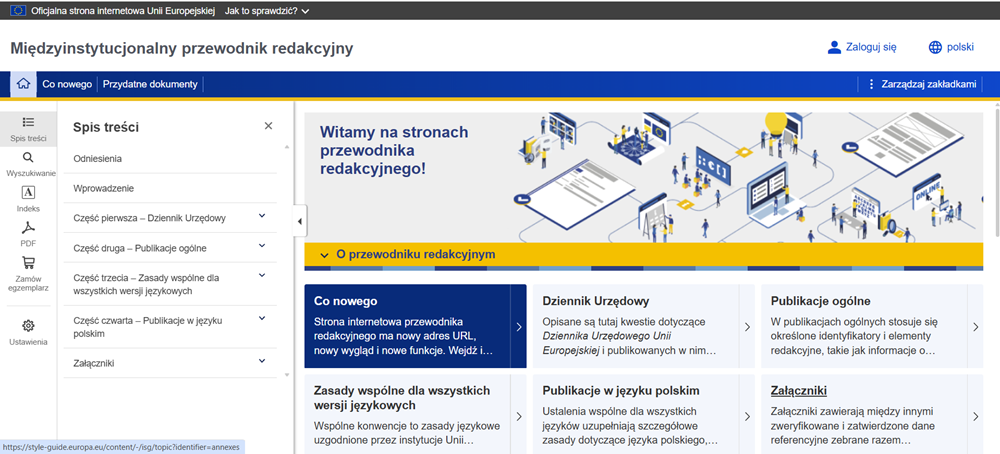 Oficjalna strona internetowa Unii Europejskiej Jak to sprawdzić?
Międzyinstytucjonalny przewodnik redakcyjny
Zaloguj się
polski
Co nowego
Przydatne dokumenty
Zarządzaj zakładkami
Spis treści
Wyszukiwanie
Indeks
PDF
Zamów
egzemplarz
Ustawienia
Spis treści
Odniesienia
Wprowadzenie
Część pierwsza – Dziennik Urzędowy
Część druga – Publikacje ogólne
Część trzecia – Zasady wspólne dla
wszystkich wersji językowych
Część czwarta – Publikacje w języku
polskim
Załączniki
Witamy na stronach
przewodnika
redakcyjnego!
ONLINE
O przewodniku redakcyjnym
Co nowego
Strona internetowa przewodnika
redakcyjnego ma nowy adres URL,
nowy wygląd i nowe funkcje. Wejdź i…
Dziennik Urzędowy
Opisane są tutaj kwestie dotyczące
Dziennika Urzędowego Unii
Europejskiej i publikowanych w nim…
Publikacje ogólne
W publikacjach ogólnych stosuje się
określone identyfikatory i elementy
redakcyjne, takie jak informacje o…
Zasady wspólne dla wszystkich
wersji językowych
Wspólne konwencje to zasady językowe
uzgodnione przez instytucje Unii…
Publikacje w języku polskim
Ustalenia wspólne dla wszystkich
języków uzupełniają szczegółowe
zasady dotyczące języka polskiego,…
Załączniki
Załączniki zawierają między innymi
zweryfikowane i zatwierdzone dane
referencyjne zebrane razem…
https://style-guide.europa.eu/content/-/isg/topic?identifier=annexes